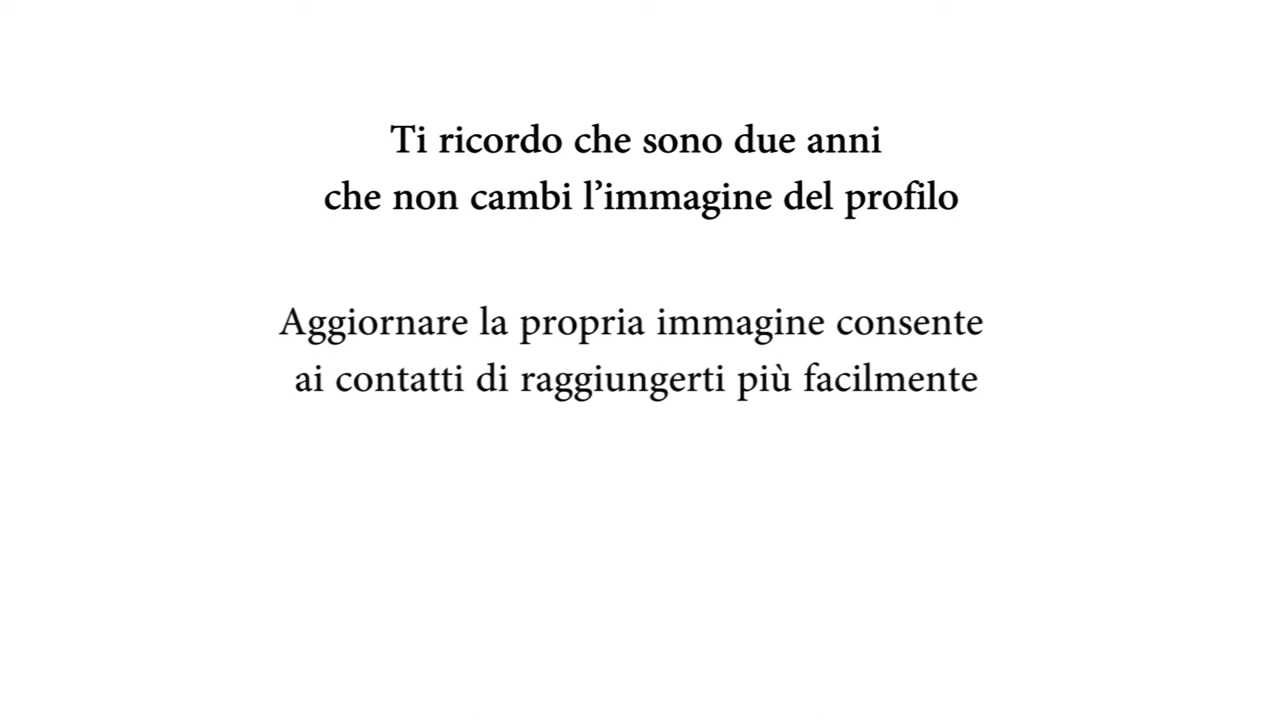 Ti ricordo che sono due anni
che non cambi l’immagine del profilo
Aggiornare la propria immagine consente
ai contatti di raggiungerti più facilmente